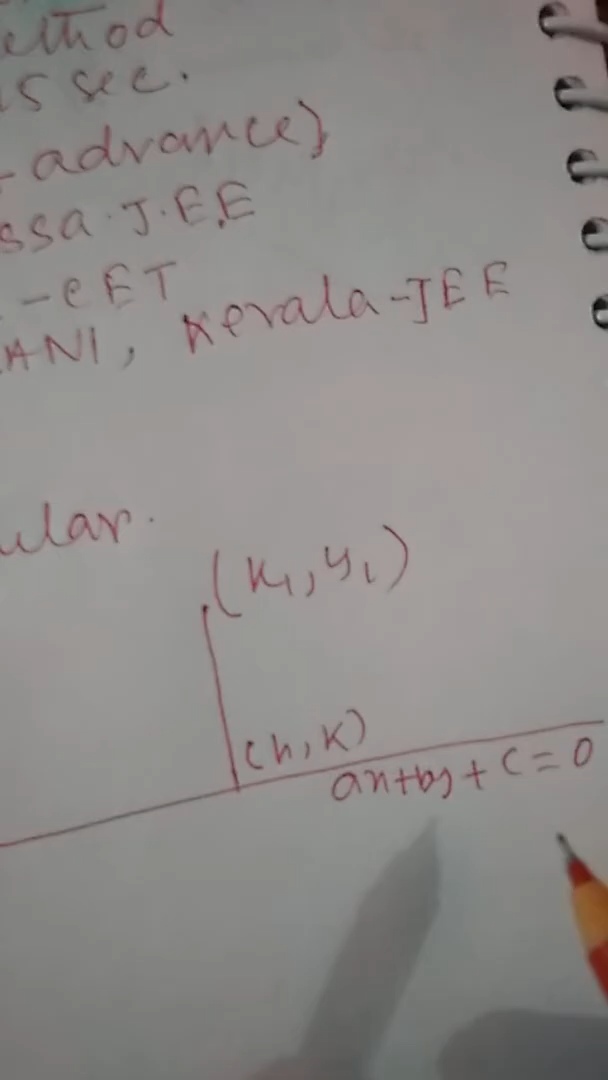 ethod
15 sec.
- advance)
ssa. J.E.E
-CET
ANI, Kerala-JEE
ular.
(x₁, y₁)
(h, k)
ax+by+c=0